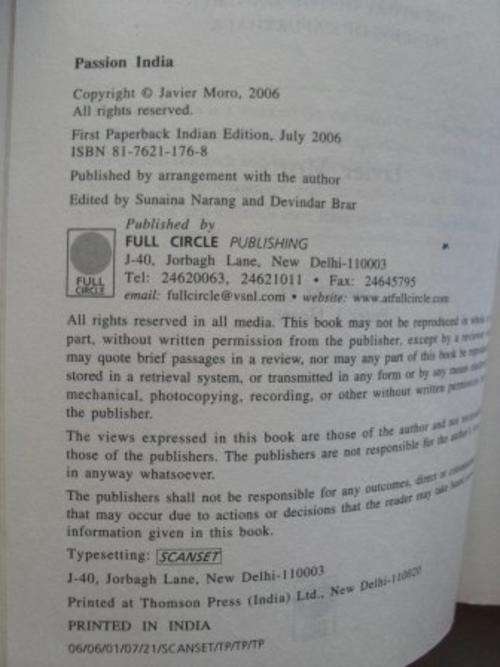 Passion India
Copyright © Javier Moro, 2006
All rights reserved.
First Paperback Indian Edition, July 2006
ISBN 81-7621-176-8
Published by arrangement with the author
Edited by Sunaina Narang and Devindar Brar
Published by
FULL CIRCLE PUBLISHING
J-40, Jorbagh Lane, New Delhi-110003
Tel: 24620063, 24621011 • Fax: 24645795
email: fullcircle@vsnl.com • website: www.atfullcircle.com
FULL
CIRCLE
All rights reserved in all media. This book may not be reproduced in whole
part, without written permission from the publisher, except by a reviewer
may quote brief passages in a review, nor may any part of this book be
stored in a retrieval system, or transmitted in any form or by any means
mechanical, photocopying, recording, or other without written permission
the publisher.
The views expressed in this book are those of the author and not
those of the publishers. The publishers are not responsible for the author's
in anyway whatsoever.
The publishers shall not be responsible for any outcomes, direct or
that may occur due to actions or decisions that the reader may take
information given in this book.
Typesetting: SCANSET
J-40, Jorbagh Lane, New Delhi-110003
Printed at Thomson Press (India) Ltd., New Delhi-110020
PRINTED IN INDIA
06/06/01/07/21/SCANSET/TP/TP/TP